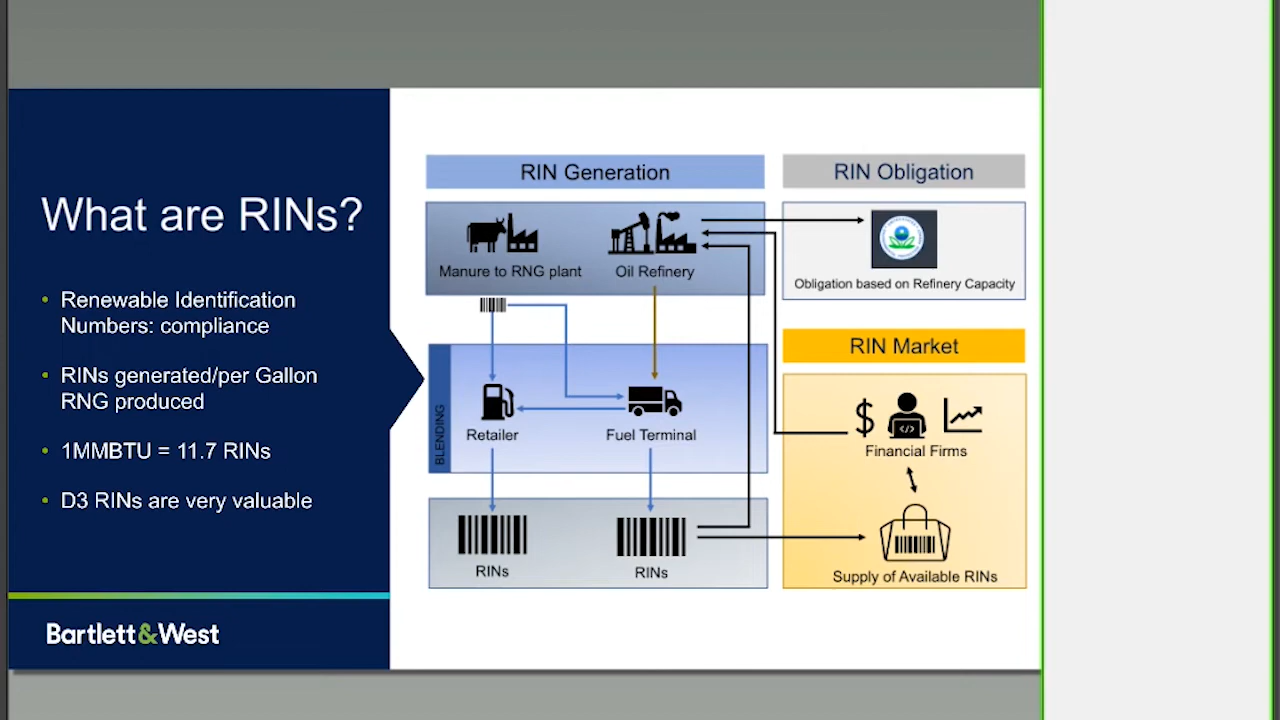 What are RINs?
Renewable Identification
Numbers: compliance
RINs generated/per Gallon
RNG produced
1MMBTU = 11.7 RINs
D3 RINs are very valuable
Bartlett&West
RIN Generation
Manure to RNG plant
Oil Refinery
BLENDING
Retailer
Fuel Terminal
RINs
RINs
RIN Obligation
Obligation based on Refinery Capacity
RIN Market
$
</>
Financial Firms
Supply of Available RINs